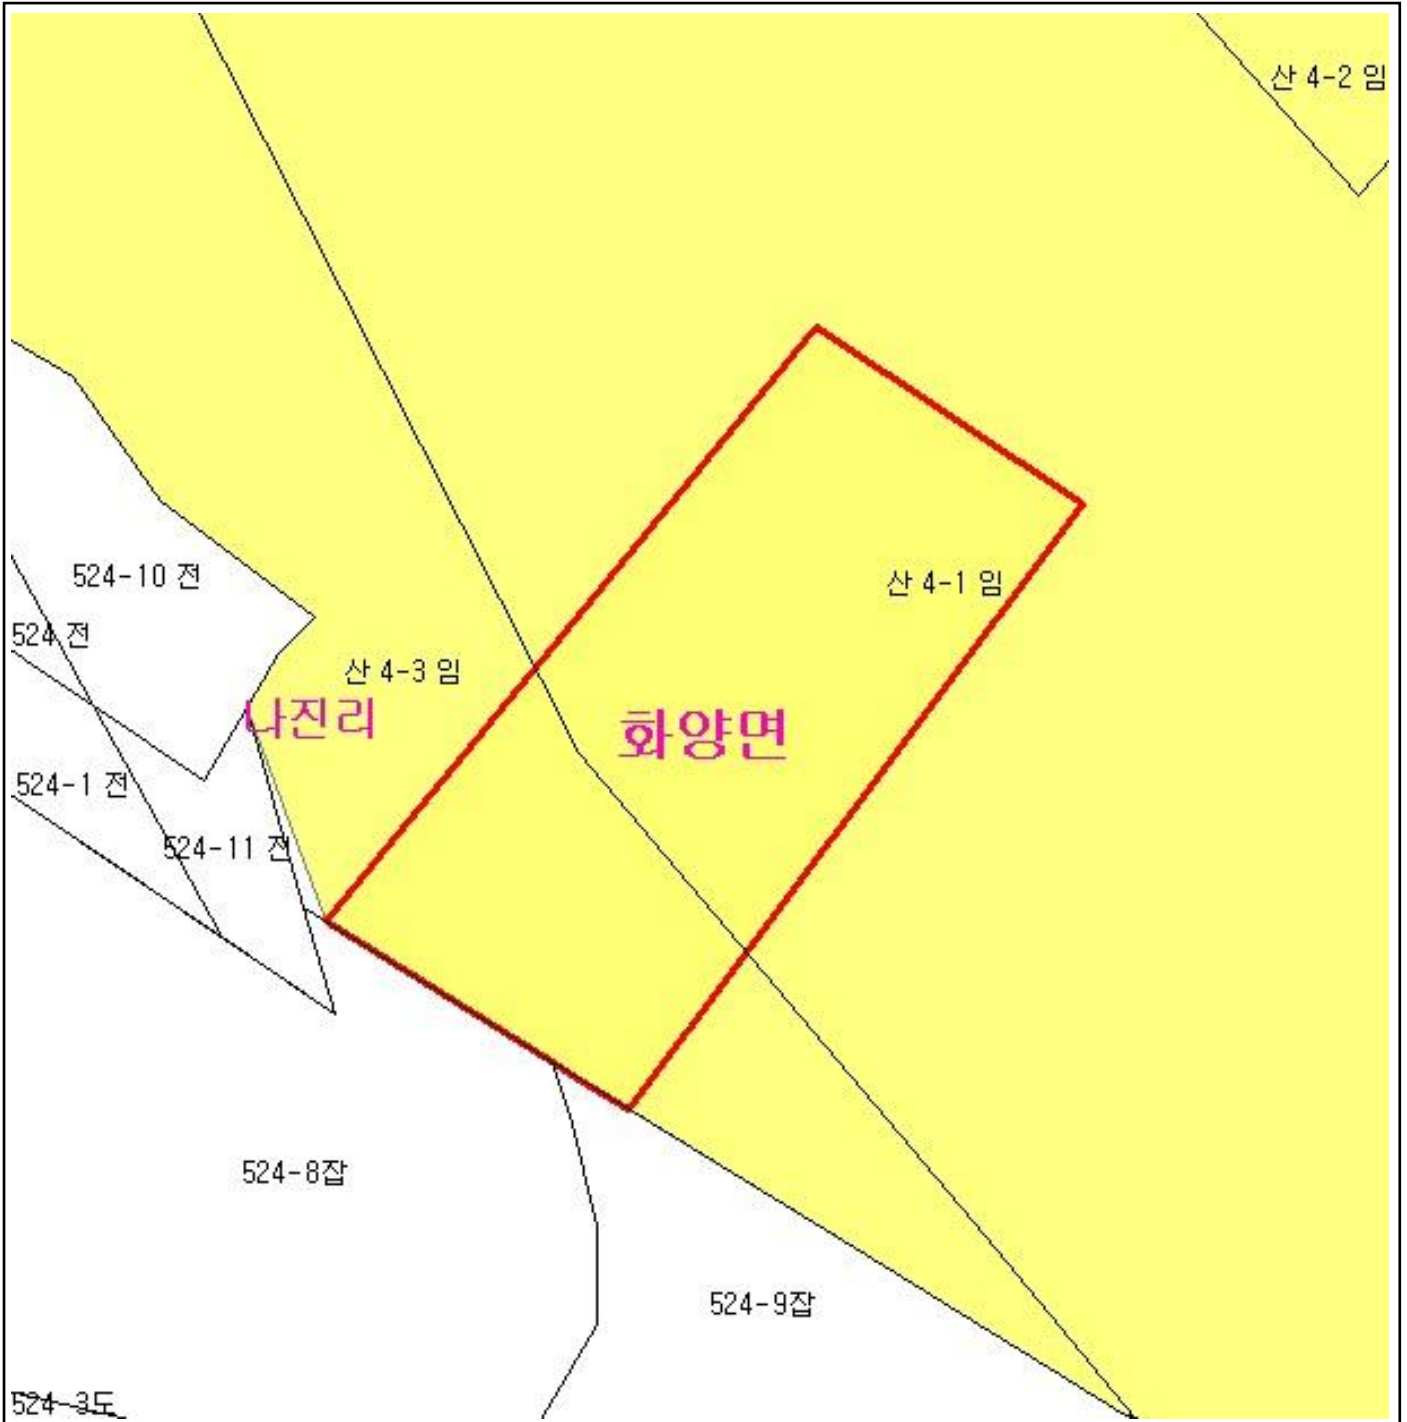 산 4-2 임
524-10 전
산 4-1 임
524 전
산 4-3 임
나진리
화양면
524-1 전
524-11 전
524-8잡
524-9잡
524-3도